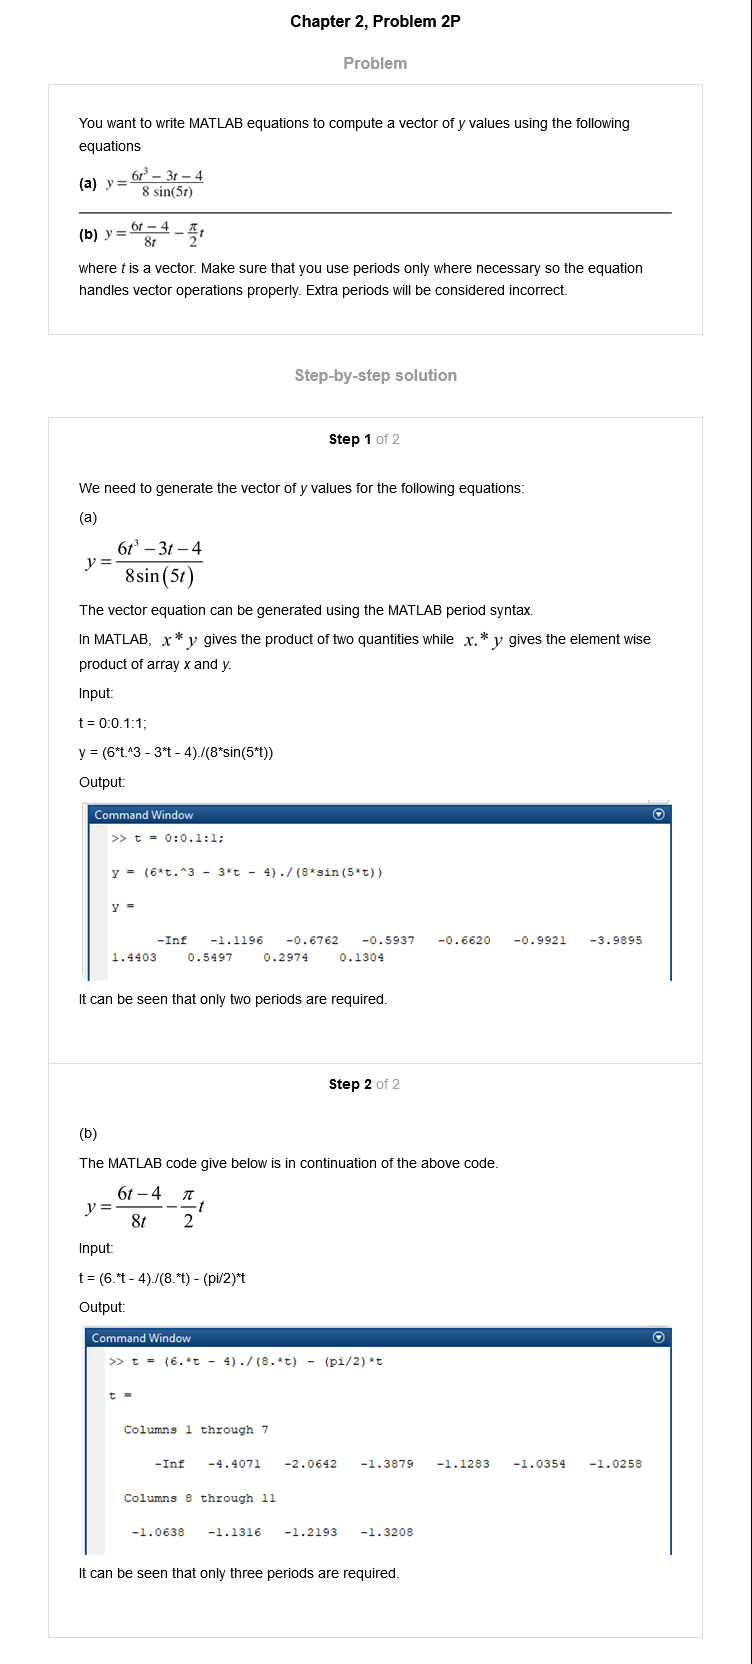 Chapter 2, Problem 2P
Problem
You want to write MATLAB equations to compute a vector of y values using the following
equations
(a) y = (6t³ − 3t − 4)/(8 sin(5t))
(b) y = (6t − 4)/(8t) − (π/2)t
where t is a vector. Make sure that you use periods only where necessary so the equation
handles vector operations properly. Extra periods will be considered incorrect.
Step-by-step solution
Step 1 of 2
We need to generate the vector of y values for the following equations:
(a)
y = (6t³ − 3t − 4)/(8 sin(5t))
The vector equation can be generated using the MATLAB period syntax.
In MATLAB, x * y gives the product of two quantities while x.* y gives the element wise
product of array x and y.
Input:
t = 0:0.1:1;
y = (6*t.^3 - 3*t - 4)./(8*sin(5*t))
Output:
Command Window
>> t = 0:0.1:1;
y = (6*t.^3 - 3*t - 4)./(8*sin(5*t))
y =
-Inf -1.1196 -0.6762 -0.5937 -0.6620 -0.9921 -3.9895
1.4403 0.5497 0.2974 0.1304
It can be seen that only two periods are required.
Step 2 of 2
(b)
The MATLAB code give below is in continuation of the above code.
y = (6t − 4)/(8t) − (π/2)t
Input:
t = (6.*t - 4)./(8.*t) - (pi/2)*t
Output:
Command Window
>> t = (6.*t - 4)./(8.*t) - (pi/2)*t
t =
Columns 1 through 7
-Inf -4.4071 -2.0642 -1.3879 -1.1283 -1.0354 -1.0258
Columns 8 through 11
-1.0638 -1.1316 -1.2193 -1.3208
It can be seen that only three periods are required.